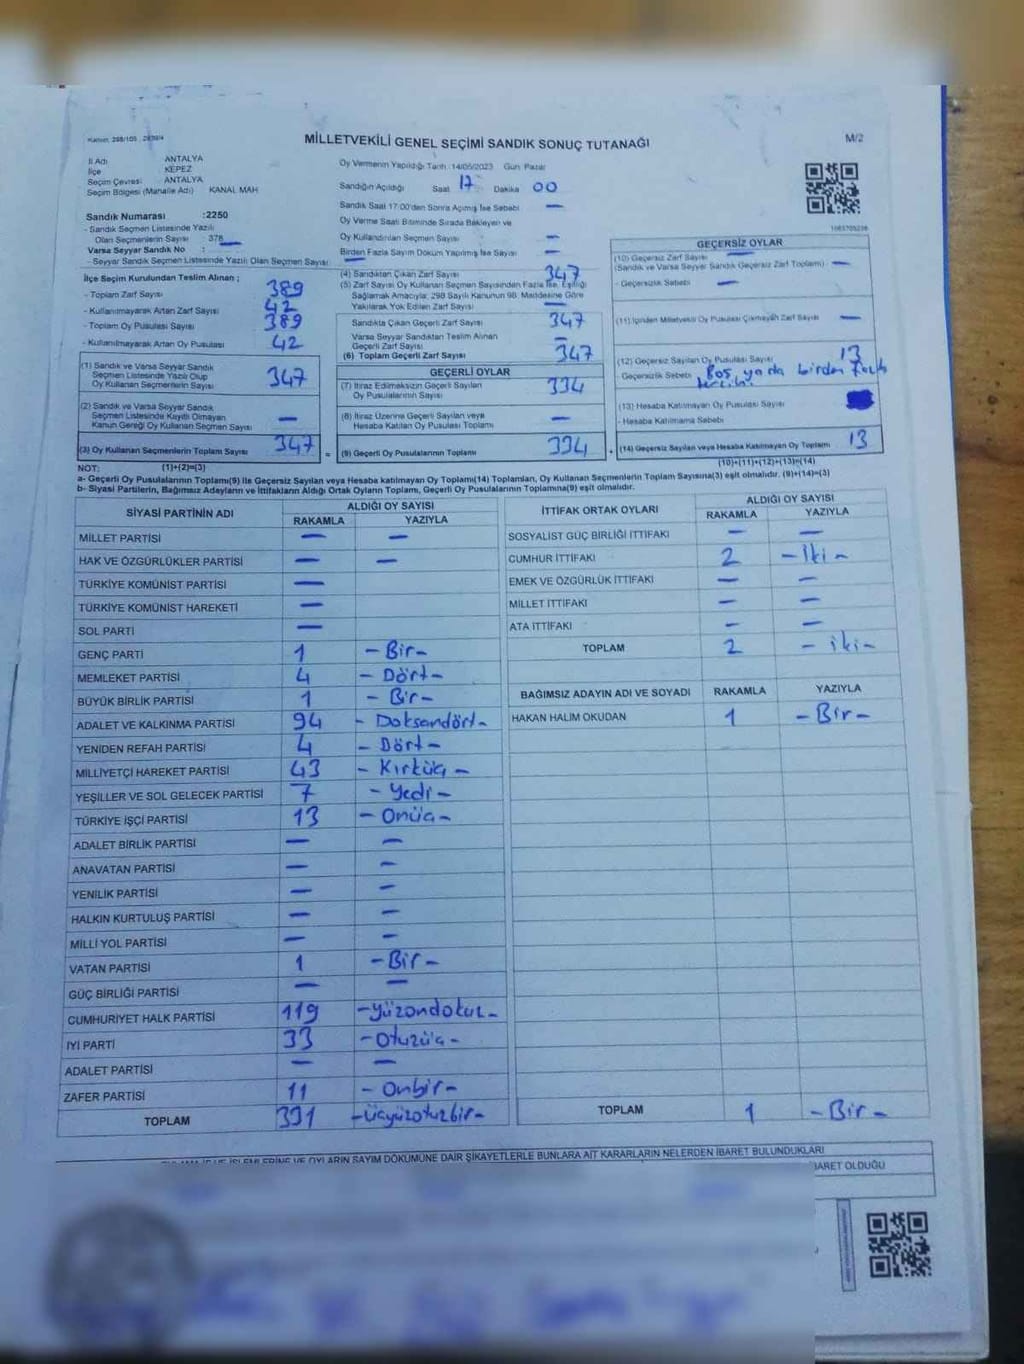 MİLLETVEKİLİ GENEL SEÇİMİ SANDIK SONUÇ TUTANAĞI
M/2
İl Adı ANTALYA
İlçe KEPEZ
Seçim Çevresi ANTALYA
Seçim Bölgesi (Mahalle Adı) KANAL MAH
Sandık Numarası :2250
- Sandık Seçmen Listesinde Yazılı
Olan Seçmenlerin Sayısı 378
Varsa Seyyar Sandık No :
- Seyyar Sandık Seçmen Listesinde Yazılı Olan Seçmen Sayısı
Oy Vermenin Yapıldığı Tarih :14/05/2023 Gün: Pazar
Sandığın Açıldığı Saat 17 Dakika 00
Sandık Saat 17:00'den Sonra Açılmış İse Sebebi —
Oy Verme Saati Bitiminde Sırada Bekleyen ve
Oy Kullandırılan Seçmen Sayısı —
Birden Fazla Sayım Döküm Yapılmış İse Sayısı —
İlçe Seçim Kurulundan Teslim Alınan ;
- Toplam Zarf Sayısı 389
- Kullanılmayarak Artan Zarf Sayısı 42
- Toplam Oy Pusulası Sayısı 389
- Kullanılmayarak Artan Oy Pusulası 42
(1) Sandık ve Varsa Seyyar Sandık
Seçmen Listesinde Yazılı Olup
Oy Kullanan Seçmenlerin Sayısı 347
(2) Sandık ve Varsa Seyyar Sandık
Seçmen Listesinde Kayıtlı Olmayan
Kanun Gereği Oy Kullanan Seçmen Sayısı —
(3) Oy Kullanan Seçmenlerin Toplam Sayısı 347
(4) Sandıktan Çıkan Zarf Sayısı 347
(5) Zarf Sayısı Oy Kullanan Seçmen Sayısından Fazla İse, Eşitliği
Sağlamak Amacıyla; 298 Sayılı Kanunun 98. Maddesine Göre
Yakılarak Yok Edilen Zarf Sayısı —
Sandıkta Çıkan Geçerli Zarf Sayısı 347
Varsa Seyyar Sandıktan Teslim Alınan
Geçerli Zarf Sayısı —
(6) Toplam Geçerli Zarf Sayısı 347
GEÇERLİ OYLAR
(7) İtiraz Edilmeksizin Geçerli Sayılan
Oy Pusulalarının Sayısı 334
(8) İtiraz Üzerine Geçerli Sayılan veya
Hesaba Katılan Oy Pusulası Toplamı —
(9) Geçerli Oy Pusulalarının Toplamı 334
GEÇERSİZ OYLAR
(10) Geçersiz Zarf Sayısı —
(Sandık ve Varsa Seyyar Sandık Geçersiz Zarf Toplamı) —
- Geçersizlik Sebebi —
(11) İçinden Milletvekili Oy Pusulası Çıkmayan Zarf Sayısı —
(12) Geçersiz Sayılan Oy Pusulası Sayısı 13
- Geçersizlik Sebebi Boş yada birden fazla
tercih
(13) Hesaba Katılmayan Oy Pusulası Sayısı
- Hesaba Katılmama Sebebi
(14) Geçersiz Sayılan veya Hesaba Katılmayan Oy Toplamı 13
NOT: (1)+(2)=(3)
(10)+(11)+(12)+(13)=(14)
a- Geçerli Oy Pusulalarının Toplamı(9) ile Geçersiz Sayılan veya Hesaba katılmayan Oy Toplamı(14) Toplamları, Oy Kullanan Seçmenlerin Toplam Sayısına(3) eşit olmalıdır. (9)+(14)=(3)
b- Siyasi Partilerin, Bağımsız Adayların ve İttifakların Aldığı Ortak Oyların Toplam, Geçerli Oy Pusulalarının Toplamına(9) eşit olmalıdır.
SİYASİ PARTİNİN ADI ALDIĞI OY SAYISI
RAKAMLA YAZIYLA
MİLLET PARTİSİ — —
HAK VE ÖZGÜRLÜKLER PARTİSİ — —
TÜRKİYE KOMÜNİST PARTİSİ —
TÜRKİYE KOMÜNİST HAREKETİ —
SOL PARTİ —
GENÇ PARTİ 1 -Bir-
MEMLEKET PARTİSİ 4 -Dört-
BÜYÜK BİRLİK PARTİSİ 1 -Bir-
ADALET VE KALKINMA PARTİSİ 94 -Doksandört-
YENİDEN REFAH PARTİSİ 4 -Dört-
MİLLİYETÇİ HAREKET PARTİSİ 43 -Kırküç-
YEŞİLLER VE SOL GELECEK PARTİSİ 7 -Yedi-
TÜRKİYE İŞÇİ PARTİSİ 13 -Onüç-
ADALET BİRLİK PARTİSİ — —
ANAVATAN PARTİSİ — —
YENİLİK PARTİSİ — —
HALKIN KURTULUŞ PARTİSİ — —
MİLLİ YOL PARTİSİ — —
VATAN PARTİSİ 1 -Bir-
GÜÇ BİRLİĞİ PARTİSİ — —
CUMHURİYET HALK PARTİSİ 119 -yüzondokuz-
İYİ PARTİ 33 -Otuzüç-
ADALET PARTİSİ — —
ZAFER PARTİSİ 11 -Onbir-
TOPLAM 331 -üçyüzotuzbir-
İTTİFAK ORTAK OYLARI ALDIĞI OY SAYISI
RAKAMLA YAZIYLA
SOSYALİST GÜÇ BİRLİĞİ İTTİFAKI — —
CUMHUR İTTİFAKI 2 -İki-
EMEK VE ÖZGÜRLÜK İTTİFAKI — —
MİLLET İTTİFAKI — —
ATA İTTİFAKI — —
TOPLAM 2 -iki-
BAĞIMSIZ ADAYIN ADI VE SOYADI RAKAMLA YAZIYLA
HAKAN HALİM OKUDAN 1 -Bir-
TOPLAM 1 -Bir-
OYLARIN SAYIM DÖKÜMÜNE DAİR ŞİKAYETLERLE BUNLARA AİT KARARLARIN NELERDEN İBARET BULUNDUKLARI
İBARET OLDUĞU